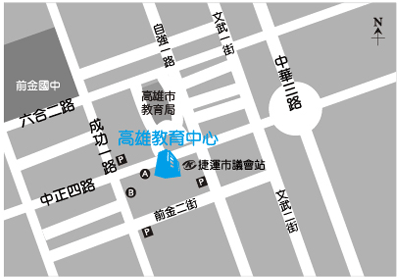 N
前金國中
六合二路
自強一路
文武一街
中華三路
高雄市
教育局
成功一路
高雄教育中心
P
捷運市議會站
A
中正四路
B
P
前金二街
文武二街
P